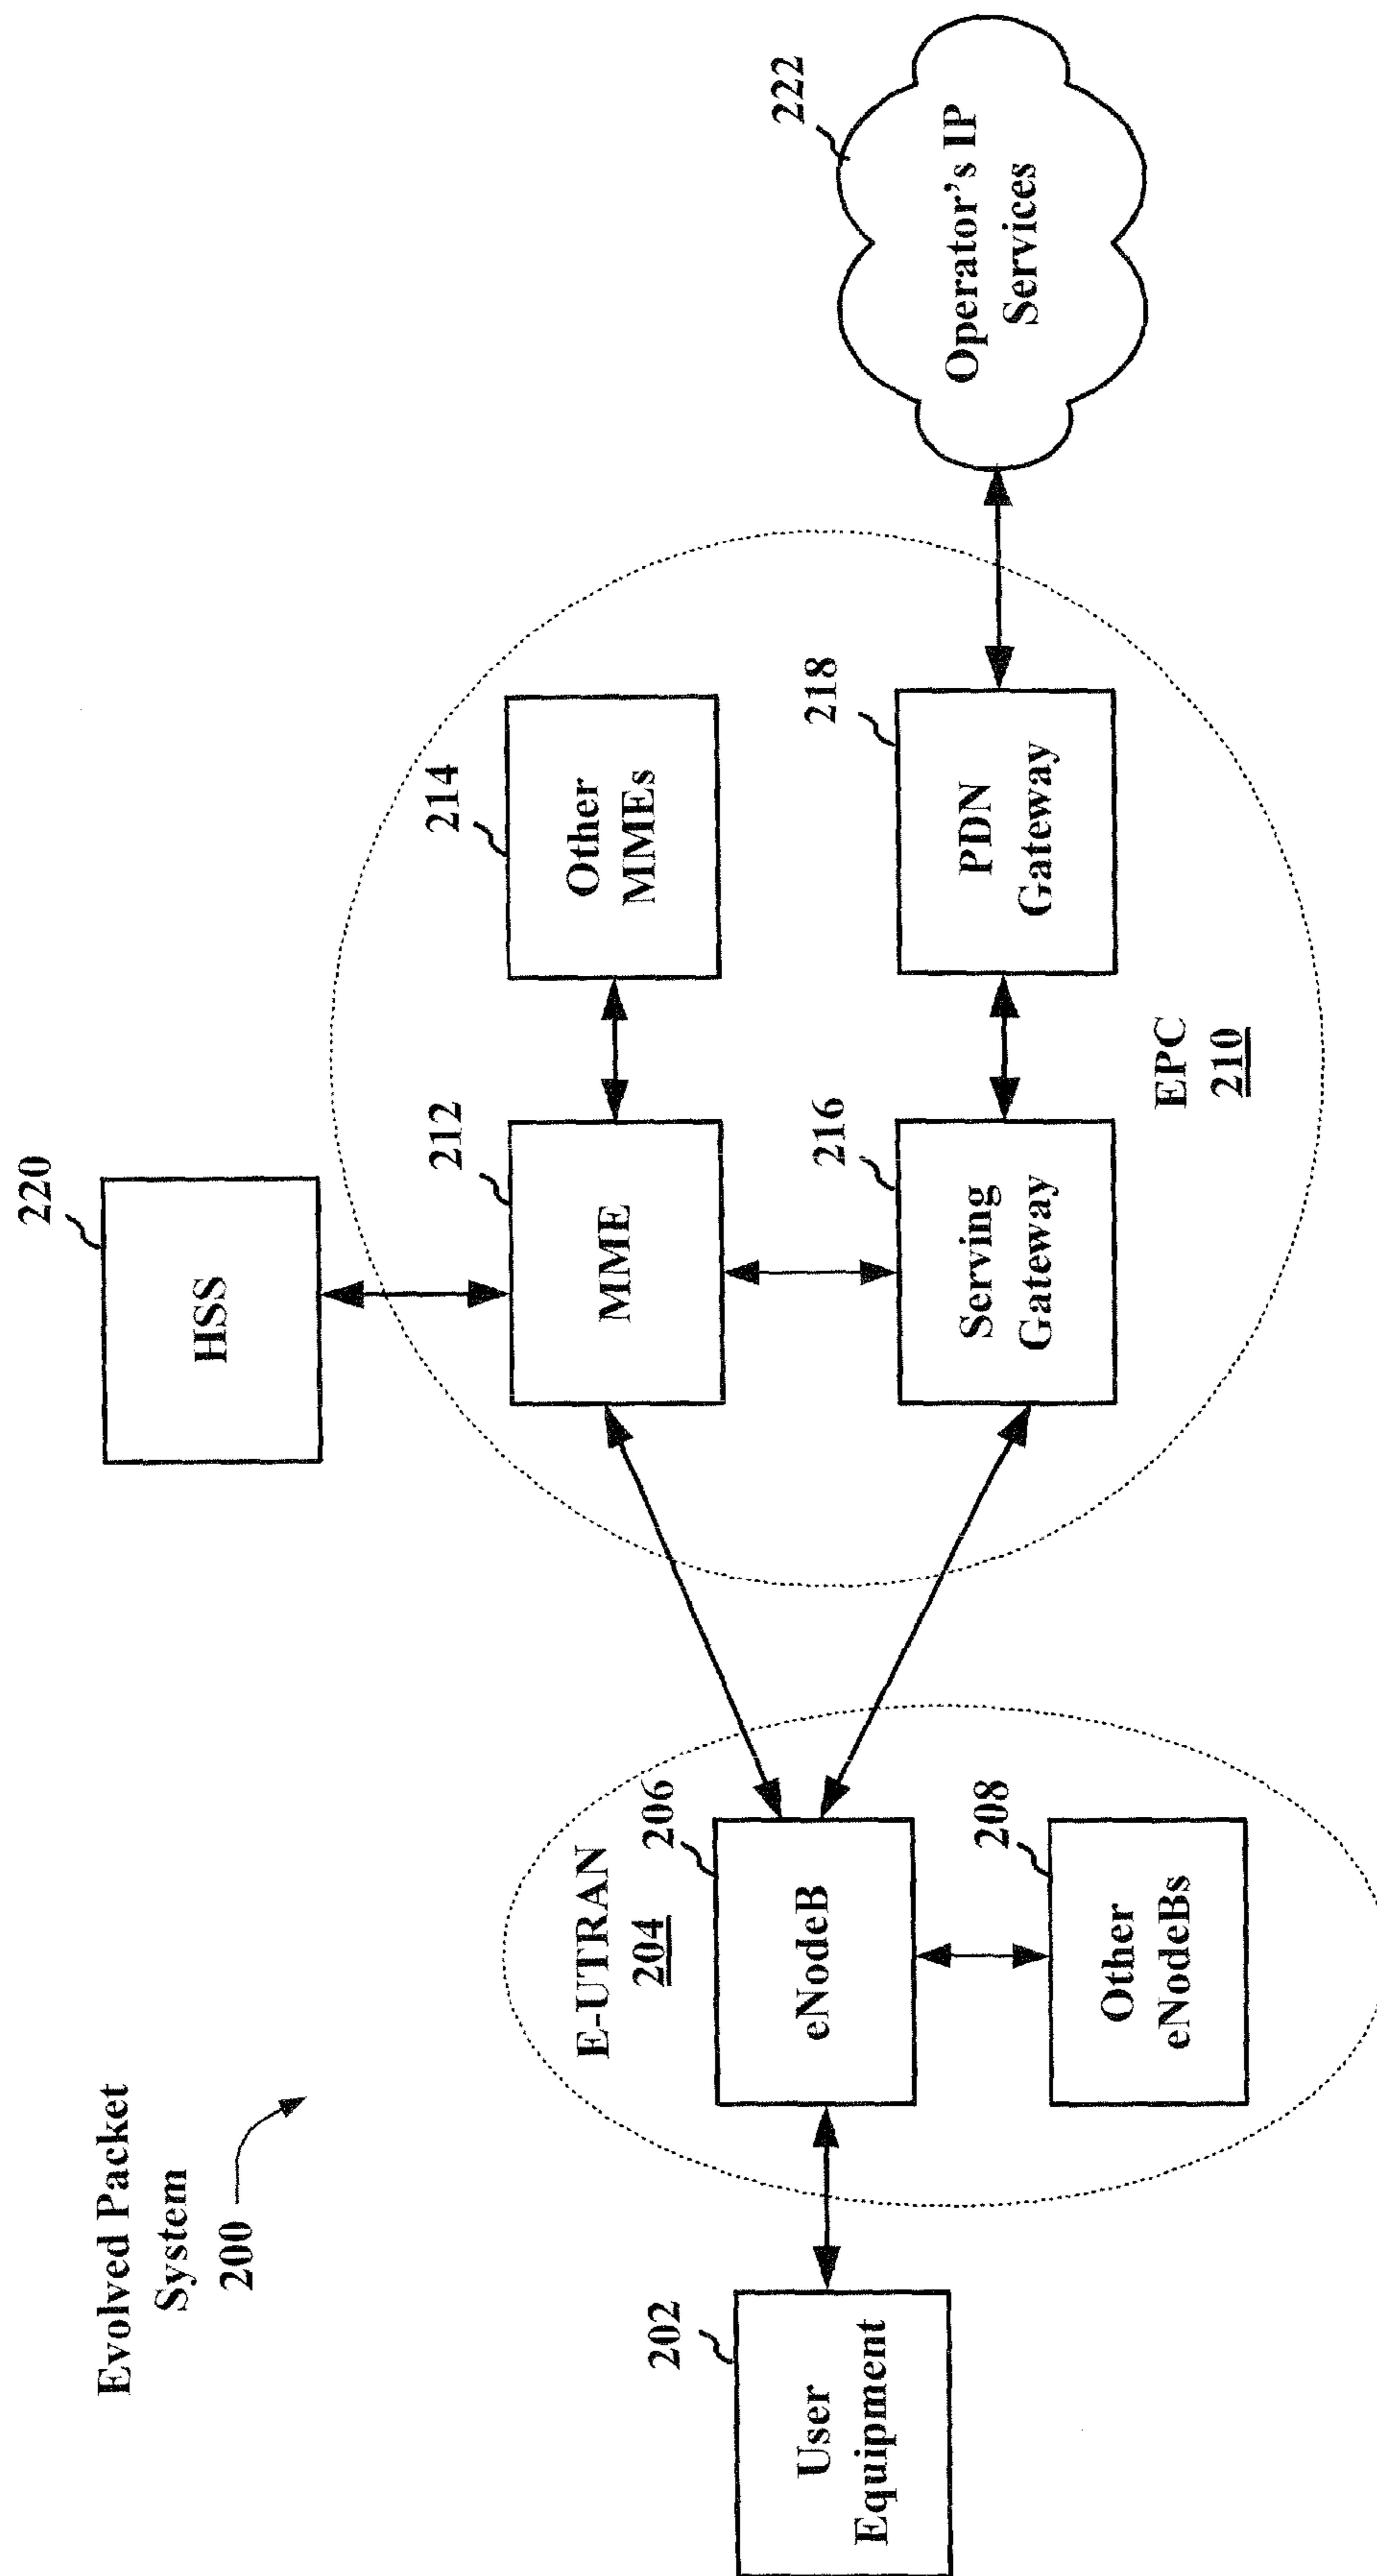 Evolved Packet
System
200
202
User
Equipment
E-UTRAN
204
206
eNodeB
208
Other
eNodeBs
220
HSS
212
MME
214
Other
MMEs
216
Serving
Gateway
218
PDN
Gateway
EPC
210
222
Operator's IP
Services